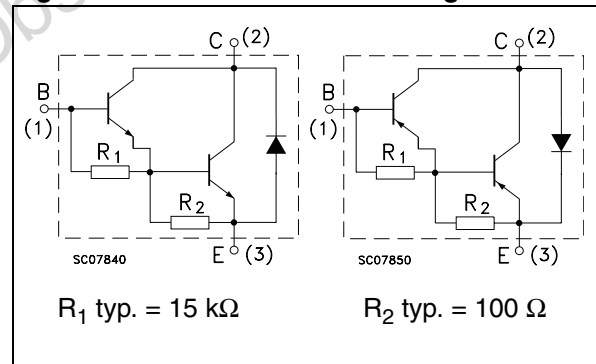 C (2)
B
(1)
R₁
R₂
SC07840
E (3)
C (2)
B
(1)
R₁
R₂
SC07850
E (3)
R₁ typ. = 15 kΩ
R₂ typ. = 100 Ω